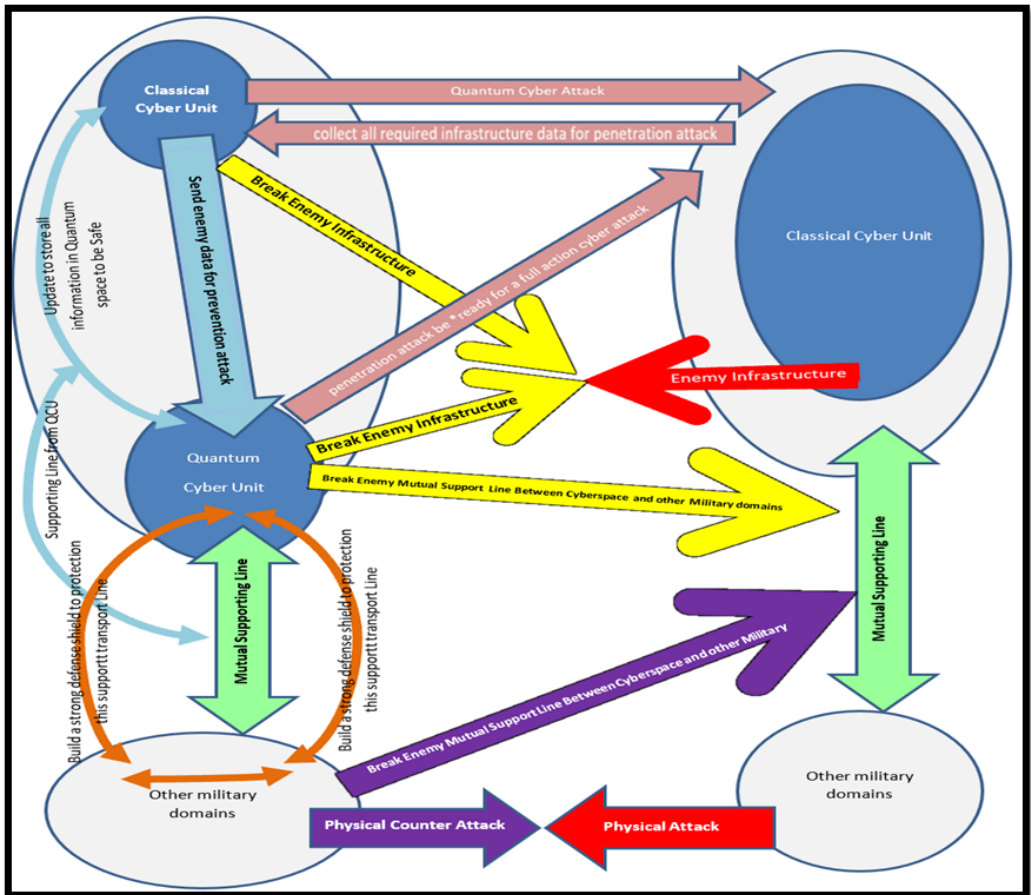 Classical
Cyber Unit
Quantum Cyber Attack
collect all required infrastructure data for penetration attack
Classical Cyber Unit
Send enemy data for prevention attack
Break Enemy Infrastructure
penetration attack be *ready for a full action cyber attack
Update to store all
information in Quantum
space to be Safe
Enemy Infrastructure
Supporting Line from QCU
Quantum
Cyber Unit
Break Enemy Infrastructure
Break Enemy Mutual Support Line Between Cyberspace and other Military domains
Build a strong defense shield to protection
this supportt transport Line
Mutual Supporting Line
Build a strong defense shield to protection
this support transport Line
Mutual Supporting Line
Break Enemy Mutual Support Line Between Cyberspace and other Military
Other military
domains
Other military
domains
Physical Counter Attack
Physical Attack